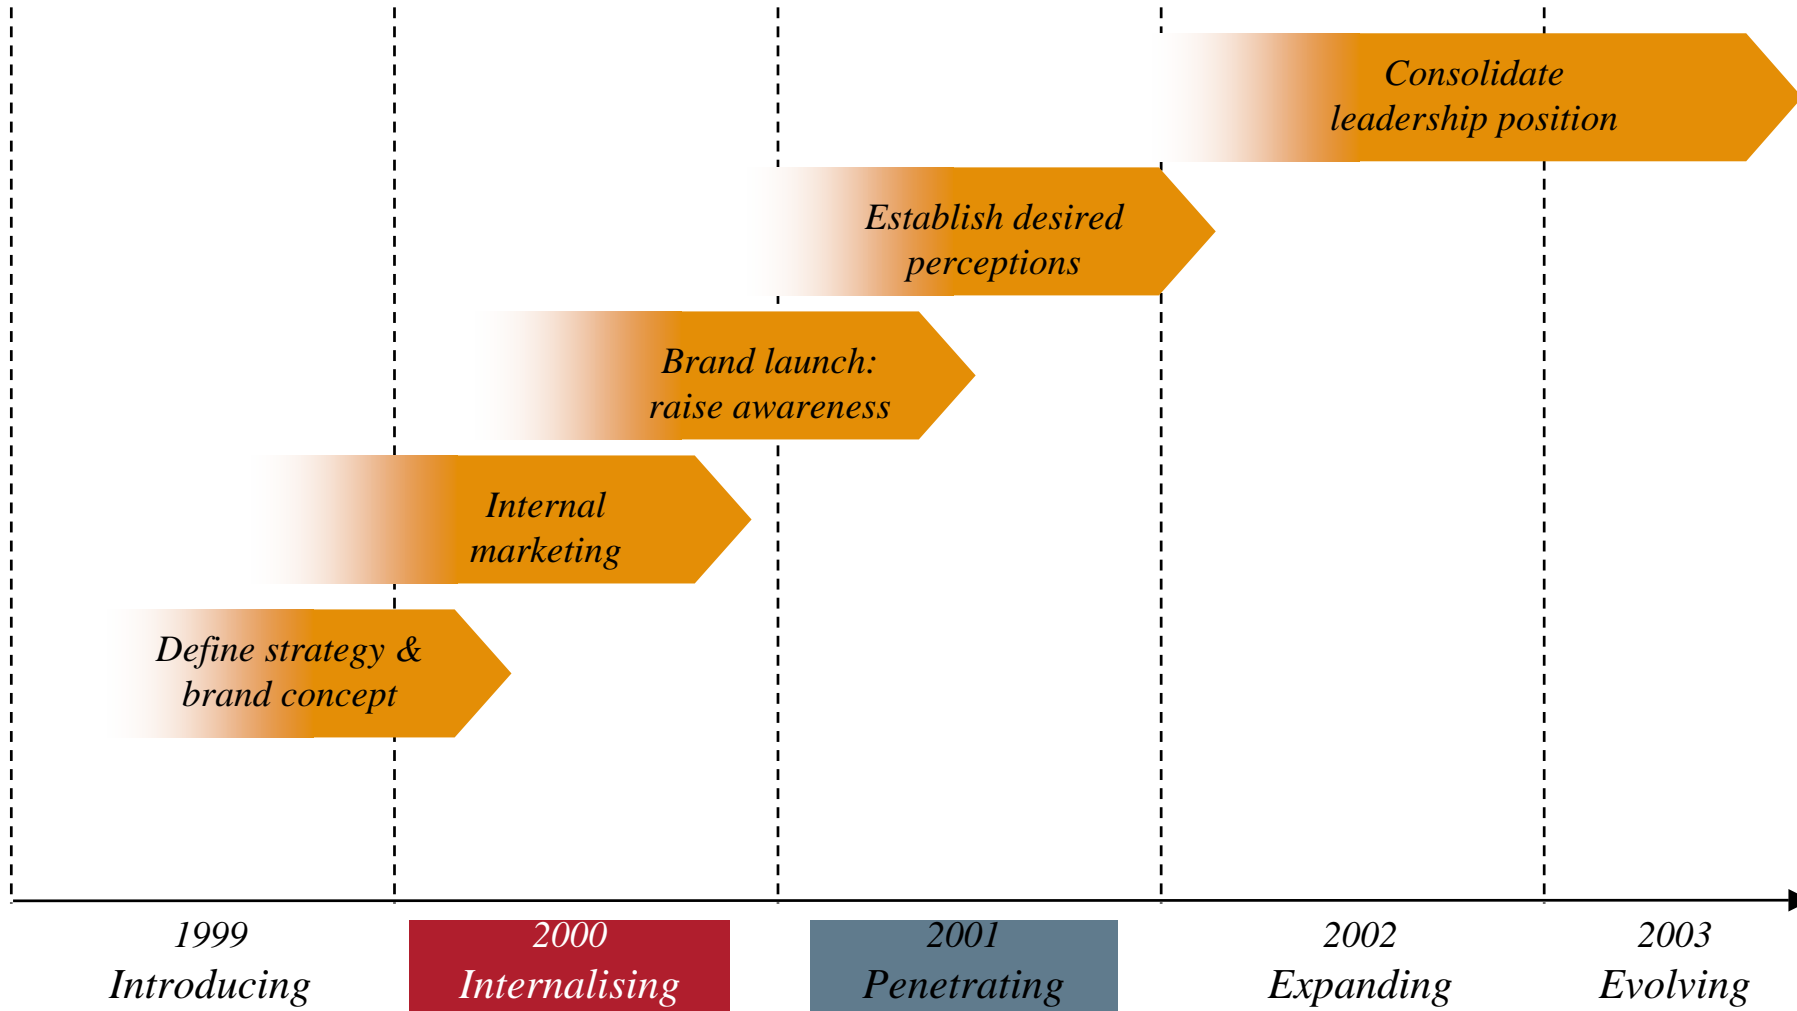 Consolidate
leadership position
Establish desired
perceptions
Brand launch:
raise awareness
Internal
marketing
Define strategy &
brand concept
1999
Introducing
2000
Internalising
2001
Penetrating
2002
Expanding
2003
Evolving